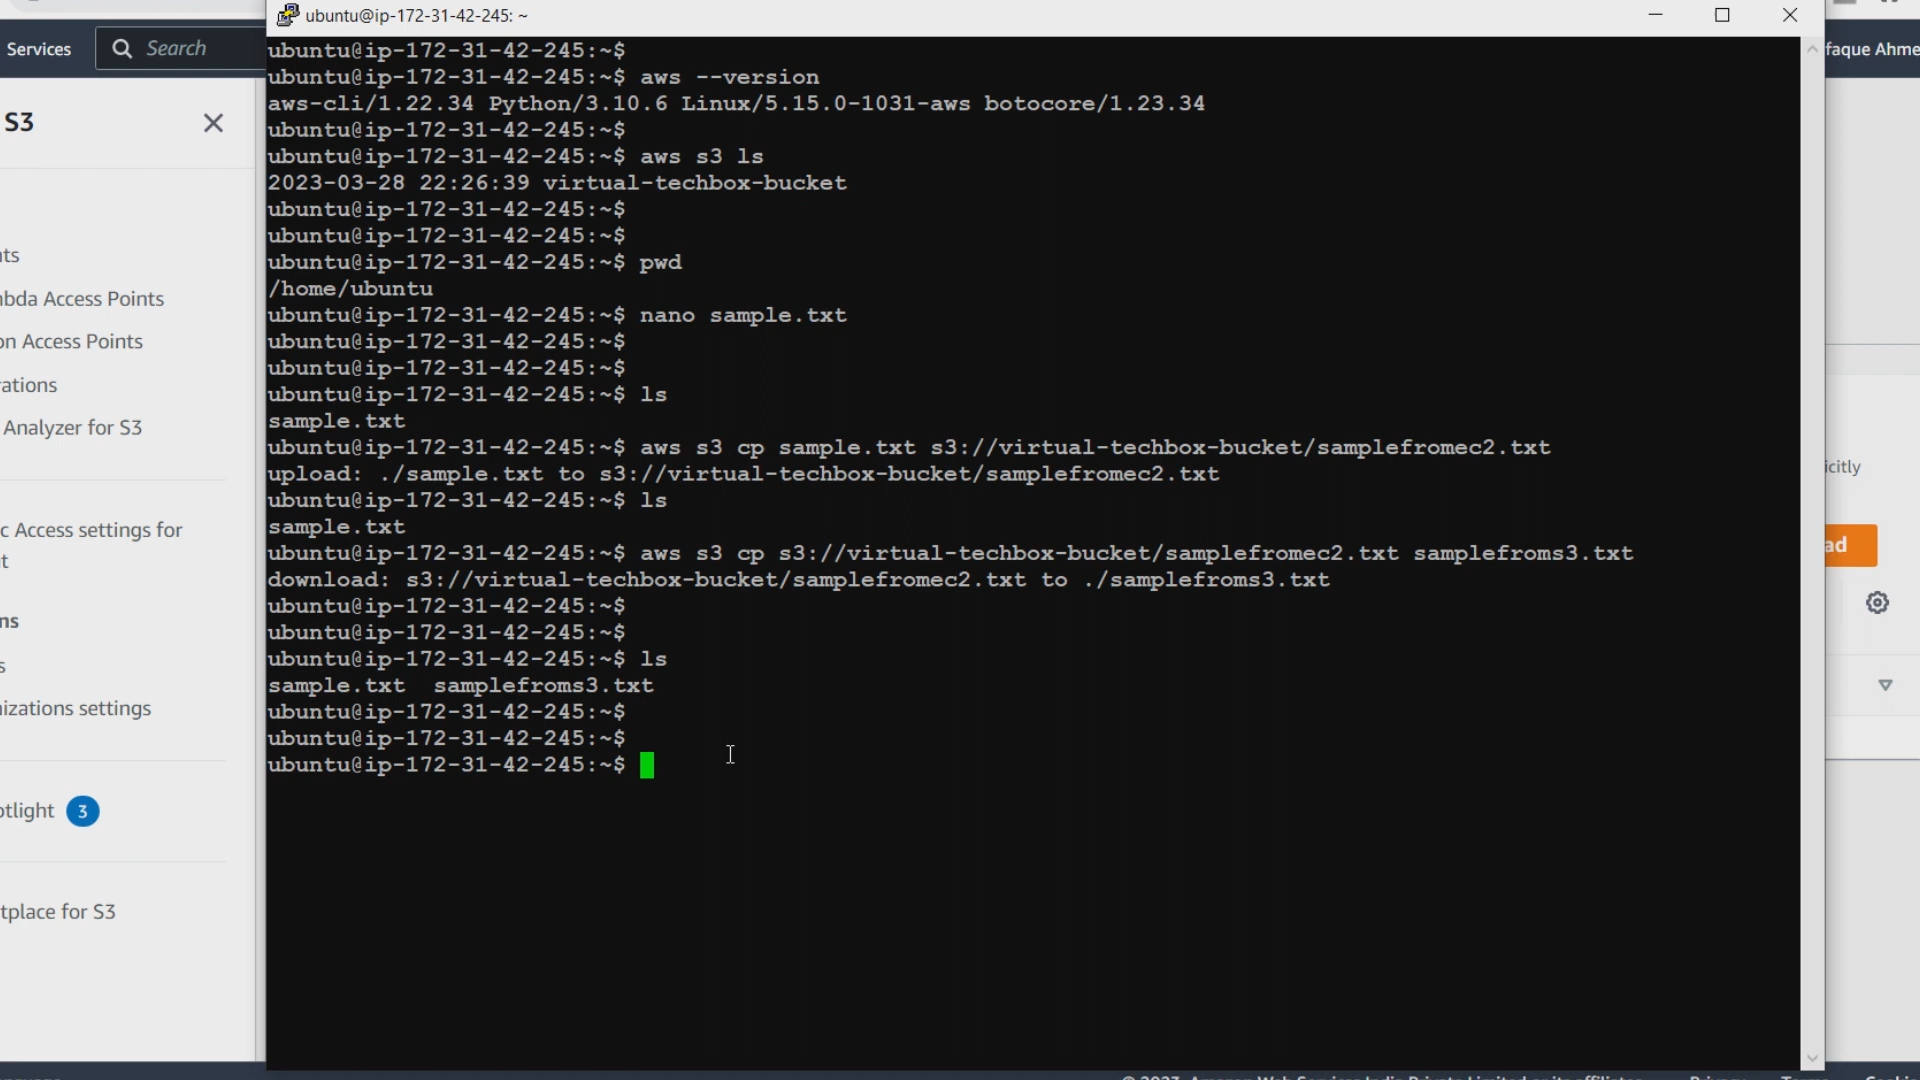 ubuntu@ip-172-31-42-245: ~
Services
Search
faque Ahme
S3
ts
bda Access Points
on Access Points
ations
Analyzer for S3
c Access settings for
t
ns
s
izations settings
otlight 3
tplace for S3
ubuntu@ip-172-31-42-245:~$
ubuntu@ip-172-31-42-245:~$ aws --version
aws-cli/1.22.34 Python/3.10.6 Linux/5.15.0-1031-aws botocore/1.23.34
ubuntu@ip-172-31-42-245:~$
ubuntu@ip-172-31-42-245:~$ aws s3 ls
2023-03-28 22:26:39 virtual-techbox-bucket
ubuntu@ip-172-31-42-245:~$
ubuntu@ip-172-31-42-245:~$
ubuntu@ip-172-31-42-245:~$ pwd
/home/ubuntu
ubuntu@ip-172-31-42-245:~$ nano sample.txt
ubuntu@ip-172-31-42-245:~$
ubuntu@ip-172-31-42-245:~$
ubuntu@ip-172-31-42-245:~$ ls
sample.txt
ubuntu@ip-172-31-42-245:~$ aws s3 cp sample.txt s3://virtual-techbox-bucket/samplefromec2.txt
upload: ./sample.txt to s3://virtual-techbox-bucket/samplefromec2.txt
ubuntu@ip-172-31-42-245:~$ ls
sample.txt
ubuntu@ip-172-31-42-245:~$ aws s3 cp s3://virtual-techbox-bucket/samplefromec2.txt samplefroms3.txt
download: s3://virtual-techbox-bucket/samplefromec2.txt to ./samplefroms3.txt
ubuntu@ip-172-31-42-245:~$
ubuntu@ip-172-31-42-245:~$
ubuntu@ip-172-31-42-245:~$ ls
sample.txt  samplefroms3.txt
ubuntu@ip-172-31-42-245:~$
ubuntu@ip-172-31-42-245:~$
ubuntu@ip-172-31-42-245:~$
icitly
ad
© 2023, Amazon Web Services India Private Limited or its affiliates.